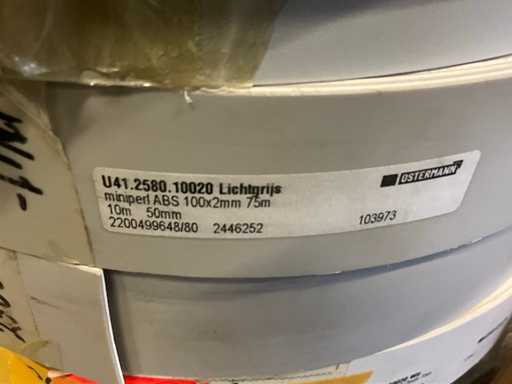 U41.2580.10020 Lichtgrijs
OSTERMANN
miniperl ABS 100x2mm 75m
10m 50mm
2200499648/80 2446252
103973